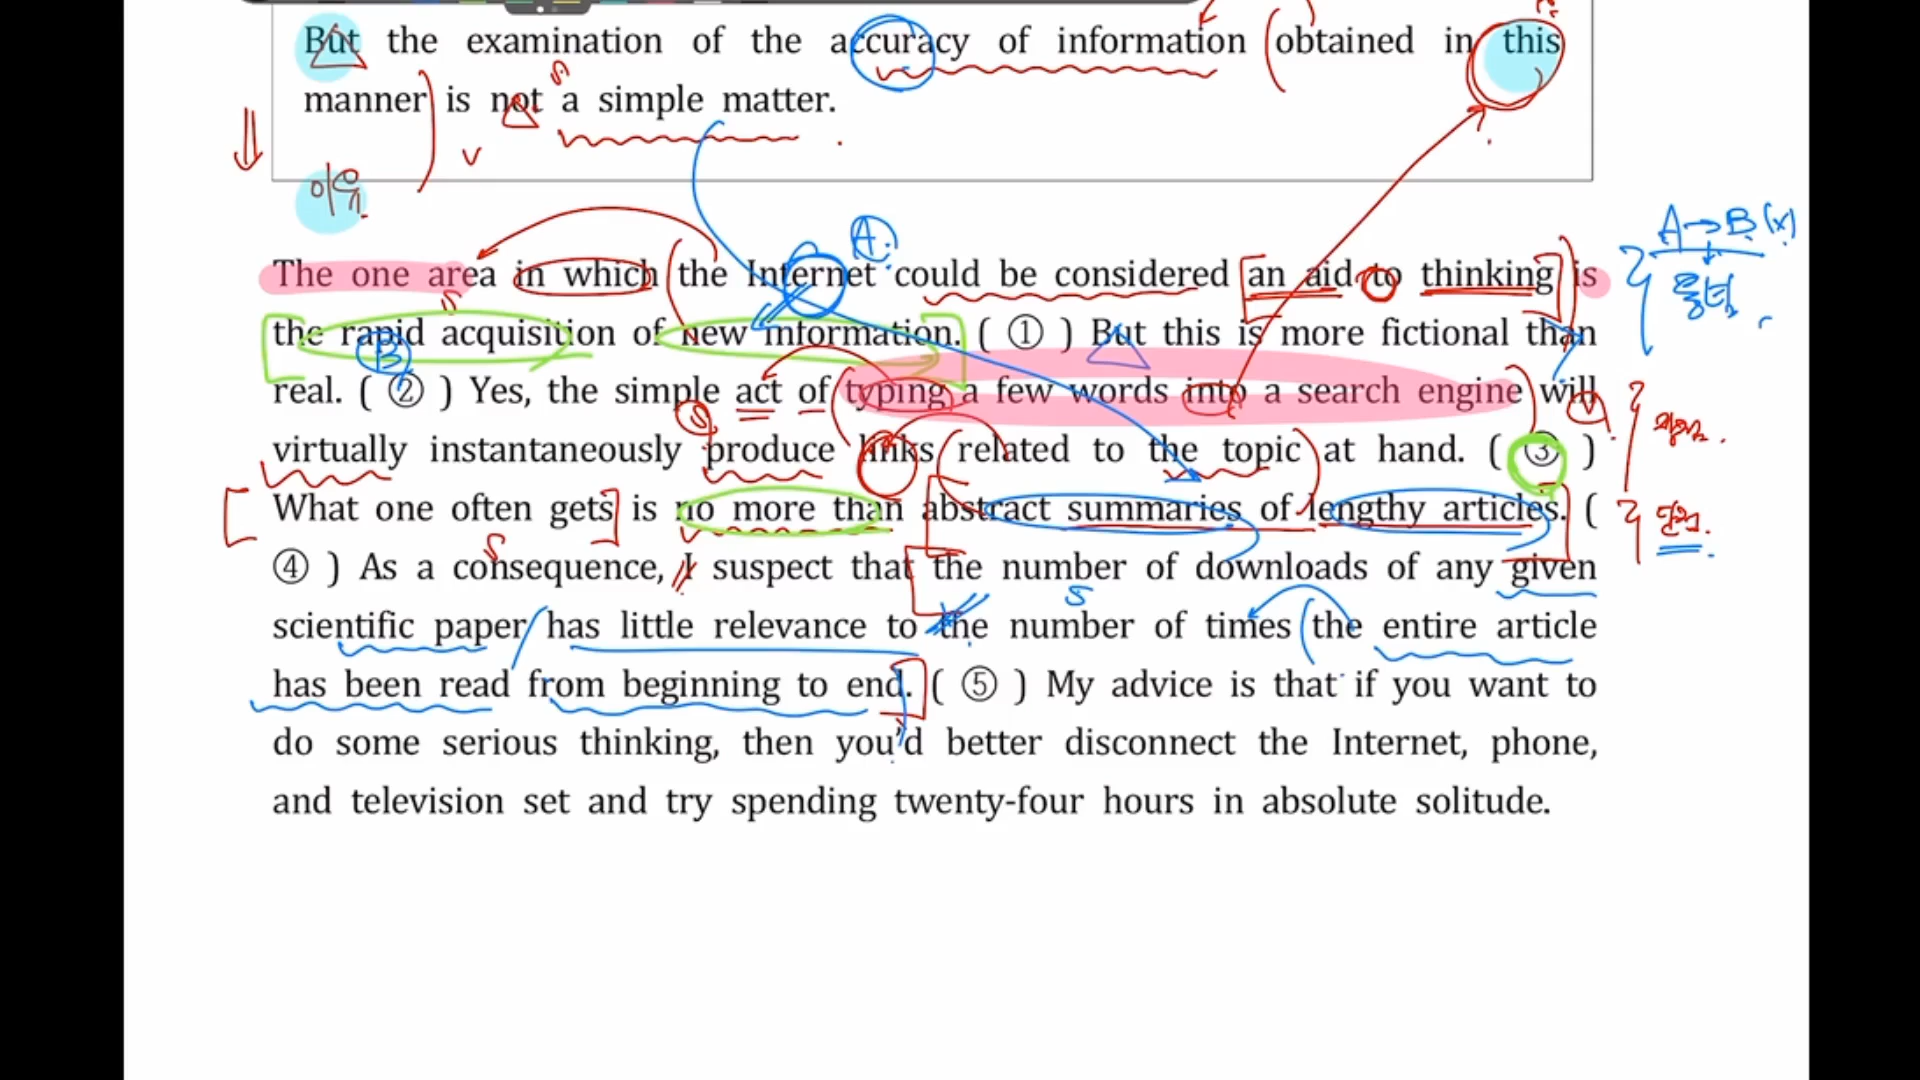 But the examination of the accuracy of information obtained in this
manner is not a simple matter.
The one area in which the Internet could be considered an aid to thinking is
the rapid acquisition of new information. ( ① ) But this is more fictional than
real. ( ② ) Yes, the simple act of typing a few words into a search engine will
virtually instantaneously produce links related to the topic at hand. ( ③ )
What one often gets is no more than abstract summaries of lengthy articles. (
④ ) As a consequence, I suspect that the number of downloads of any given
scientific paper has little relevance to the number of times the entire article
has been read from beginning to end. ( ⑤ ) My advice is that if you want to
do some serious thinking, then you'd better disconnect the Internet, phone,
and television set and try spending twenty-four hours in absolute solitude.
A → B (x)
A
B
S
V
S
S
S